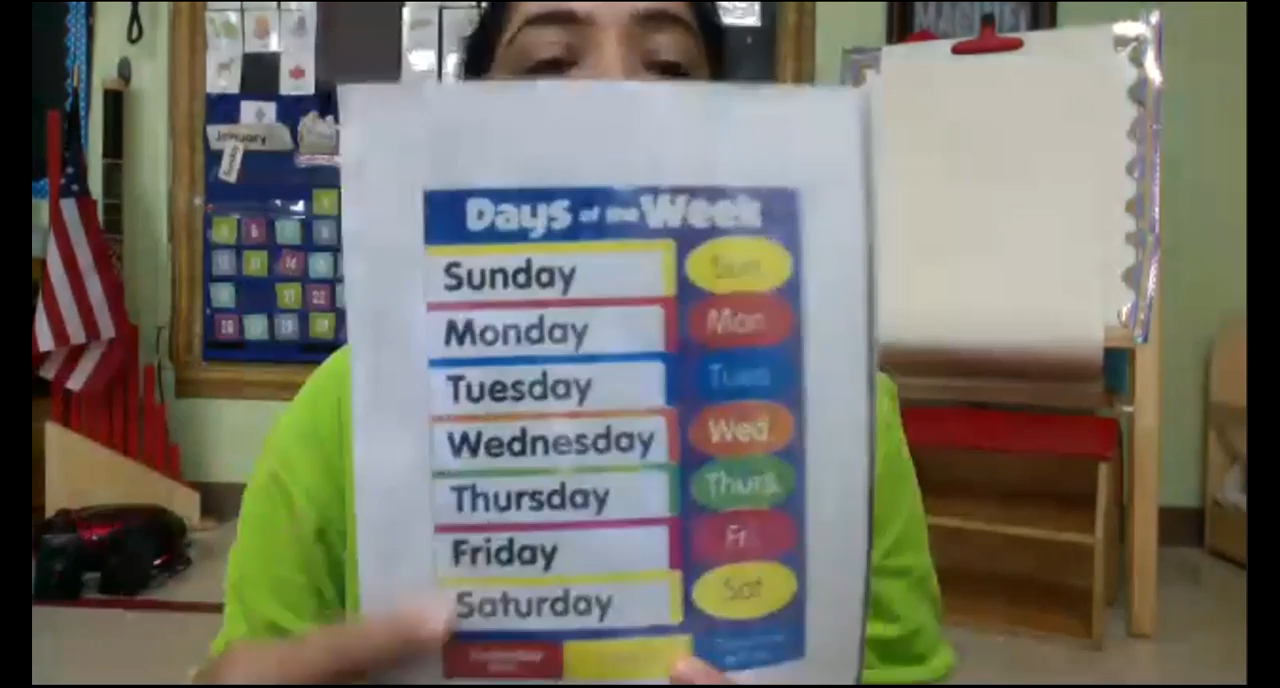 January
Sunday
Days of the Week
Sunday Sun.
Monday Mon.
Tuesday Tues.
Wednesday Wed.
Thursday Thurs.
Friday Fri.
Saturday Sat.